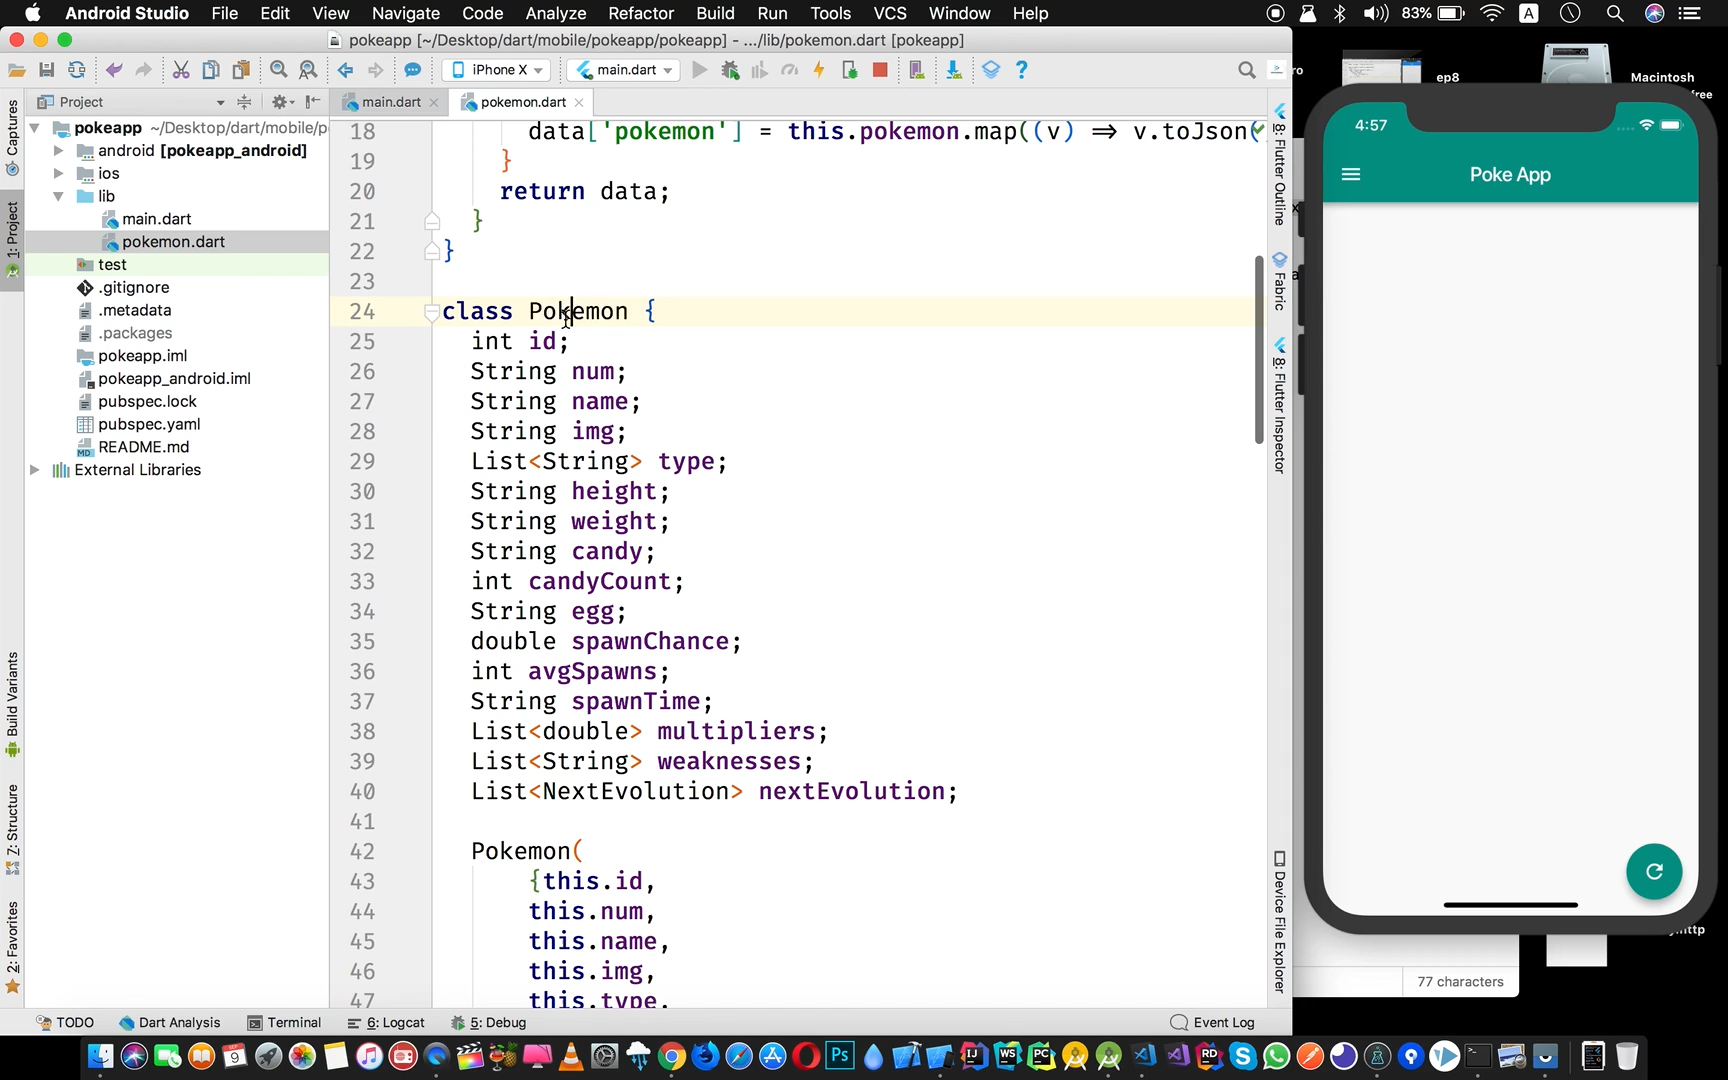 Android Studio File Edit View Navigate Code Analyze Refactor Build Run Tools VCS Window Help 83% A
pokeapp [~/Desktop/dart/mobile/pokeapp/pokeapp] - .../lib/pokemon.dart [pokeapp]
iPhone X main.dart
Project main.dart pokemon.dart
pokeapp ~/Desktop/dart/mobile/p
android [pokeapp_android]
ios
lib
main.dart
pokemon.dart
test
.gitignore
.metadata
.packages
pokeapp.iml
pokeapp_android.iml
pubspec.lock
pubspec.yaml
README.md
External Libraries
Captures
1: Project
Build Variants
7: Structure
2: Favorites
18 data['pokemon'] = this.pokemon.map((v) => v.toJson(
19 }
20 return data;
21 }
22 }
23
24 class Pokemon {
25 int id;
26 String num;
27 String name;
28 String img;
29 List<String> type;
30 String height;
31 String weight;
32 String candy;
33 int candyCount;
34 String egg;
35 double spawnChance;
36 int avgSpawns;
37 String spawnTime;
38 List<double> multipliers;
39 List<String> weaknesses;
40 List<NextEvolution> nextEvolution;
41
42 Pokemon(
43 {this.id,
44 this.num,
45 this.name,
46 this.img,
47 this.type,
8: Flutter Outline
Fabric
8: Flutter Inspector
Device File Explorer
TODO Dart Analysis Terminal 6: Logcat 5: Debug Event Log
ep8
Macintosh
free
4:57
Poke App
77 characters
SEP
9
Ps
IJ WS PC RD